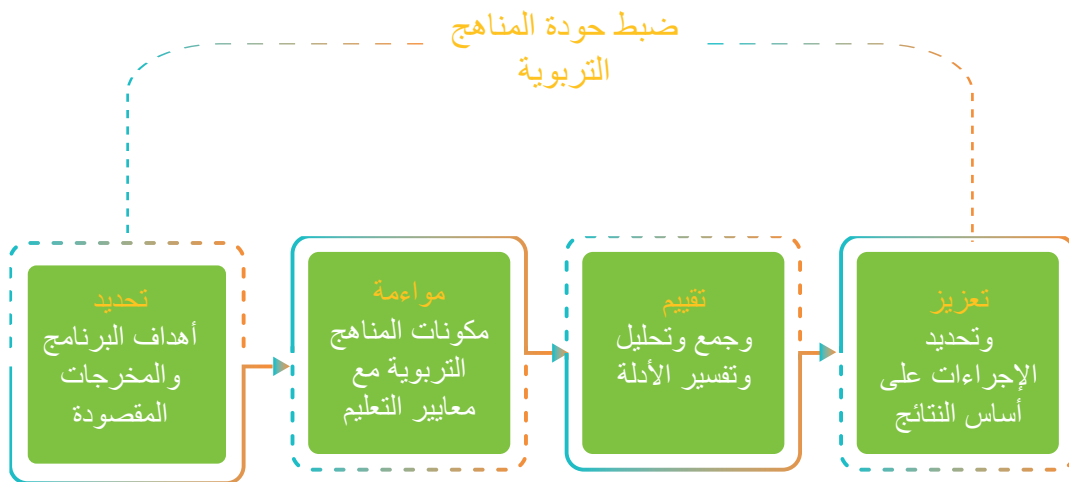 ضبط حودة المناهج
التربوية
تحديد
أهداف البرنامج
والمخرجات
المقصودة
مواءمة
مكونات المناهج
التربوية مع
معايير التعليم
تقييم
وجمع وتحليل
وتفسير الأدلة
تعزيز
وتحديد
الإجراءات على
أساس النتائج